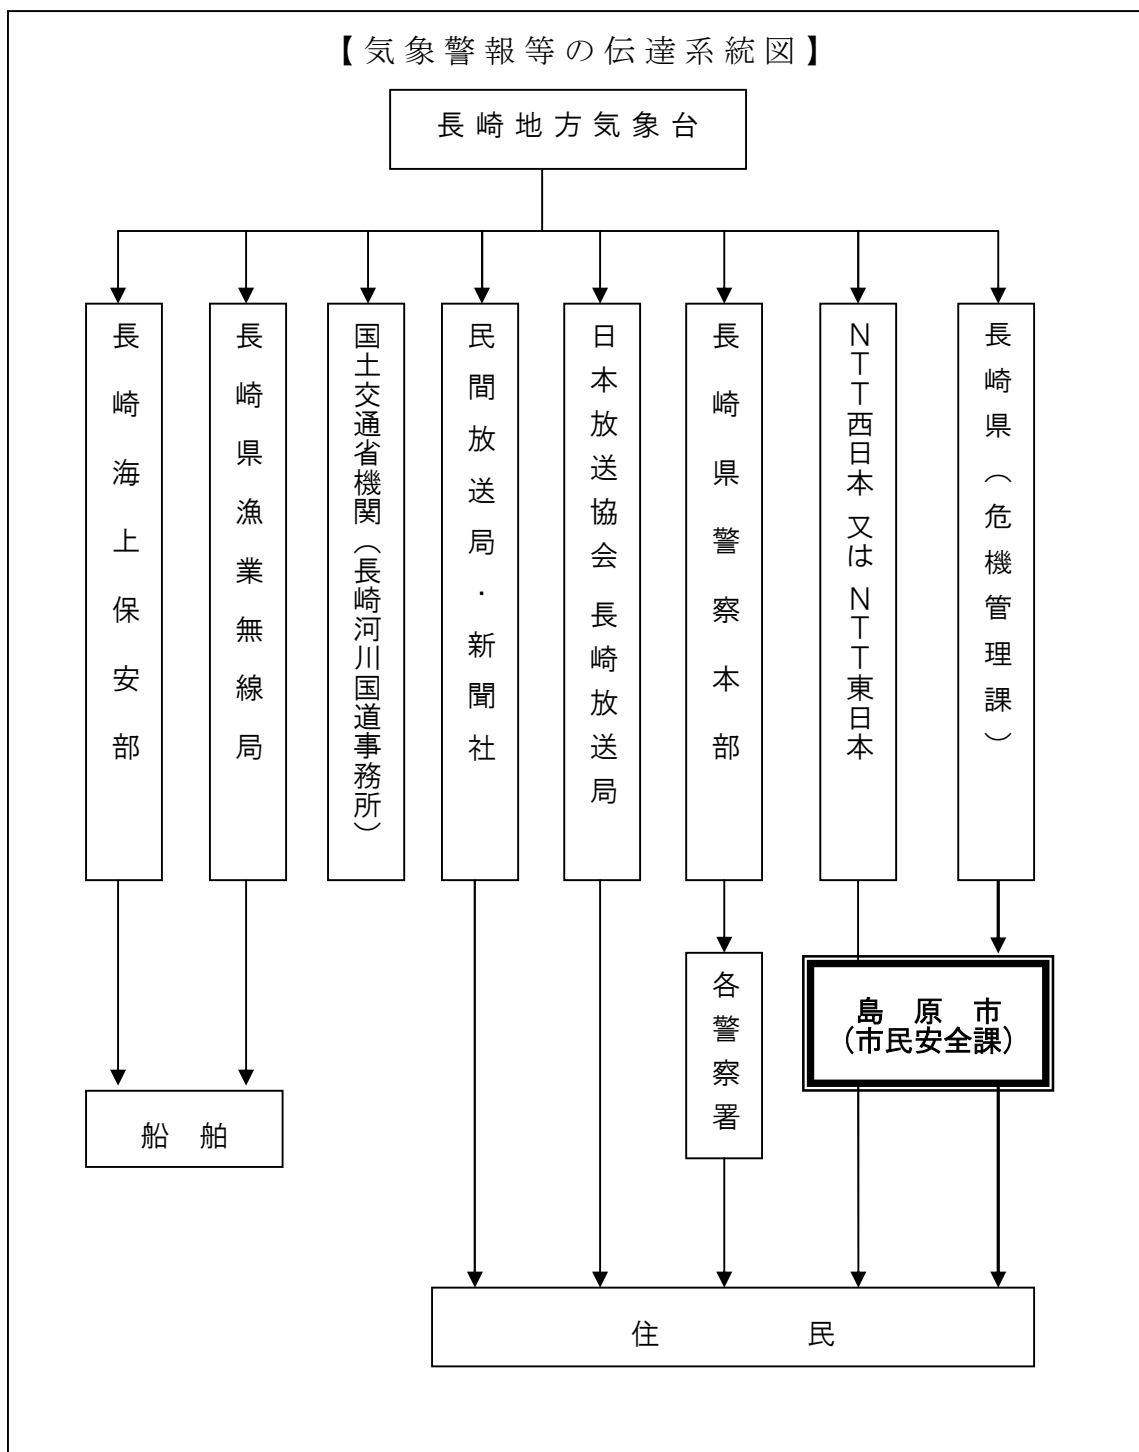 【気象警報等の伝達系統図】
長崎地方気象台
長崎海上保安部
長崎県漁業無線局
国土交通省機関（長崎河川国道事務所）
民間放送局・新聞社
日本放送協会 長崎放送局
長崎県警察本部
ＮＴＴ西日本 又は ＮＴＴ東日本
長崎県（危機管理課）
各警察署
島原市
（市民安全課）
船舶
住民